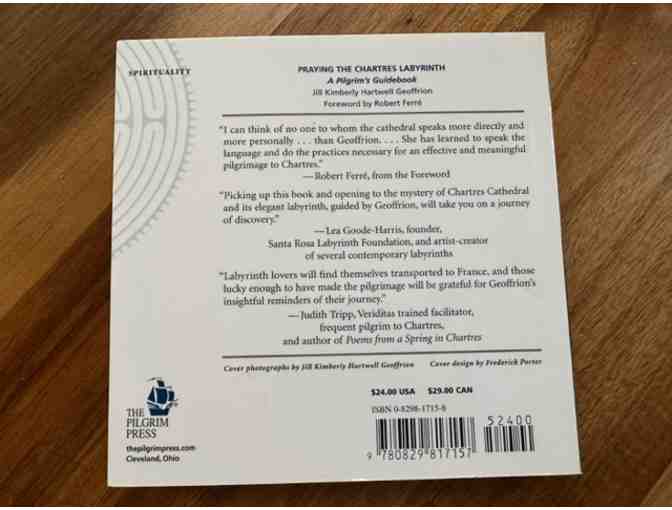 SPIRITUALITY
PRAYING THE CHARTRES LABYRINTH
A Pilgrim's Guidebook
Jill Kimberly Hartwell Geoffrion
Foreword by Robert Ferré
"I can think of no one to whom the cathedral speaks more directly and
more personally . . . than Geoffrion. . . . She has learned to speak the
language and do the practices necessary for an effective and meaningful
pilgrimage to Chartres."
—Robert Ferré, from the Foreword
"Picking up this book and opening to the mystery of Chartres Cathedral
and its elegant labyrinth, guided by Geoffrion, will take you on a journey
of discovery."
—Lea Goode-Harris, founder,
Santa Rosa Labyrinth Foundation, and artist-creator
of several contemporary labyrinths
"Labyrinth lovers will find themselves transported to France, and those
lucky enough to have made the pilgrimage will be grateful for Geoffrion's
insightful reminders of their journey."
—Judith Tripp, Veriditas trained facilitator,
frequent pilgrim to Chartres,
and author of Poems from a Spring in Chartres
Cover photographs by Jill Kimberly Hartwell Geoffrion Cover design by Frederick Porter
$24.00 USA $29.00 CAN
ISBN 0-8298-1715-8
52400
9 780829 817157
THE
PILGRIM
PRESS
thepilgrimpress.com
Cleveland, Ohio